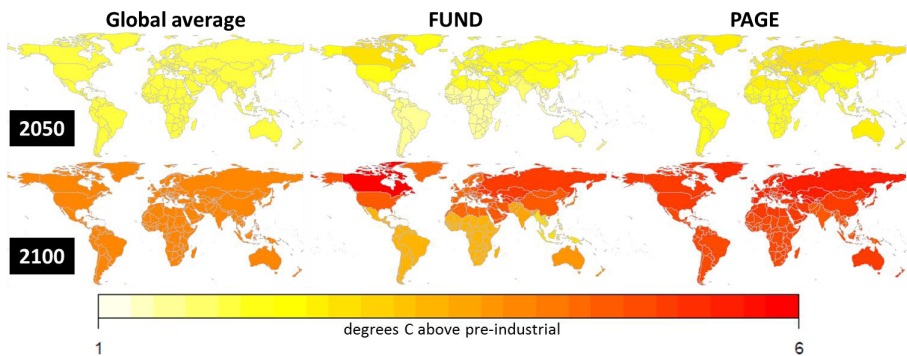 Global average
FUND
PAGE
2050
2100
degrees C above pre-industrial
1
6